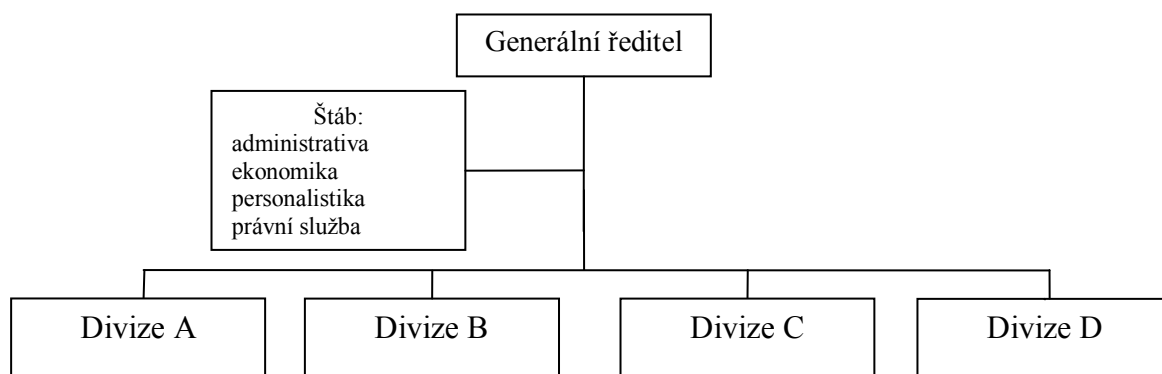 Generální ředitel
Štáb:
administrativa
ekonomika
personalistika
právní služba
Divize A
Divize B
Divize C
Divize D